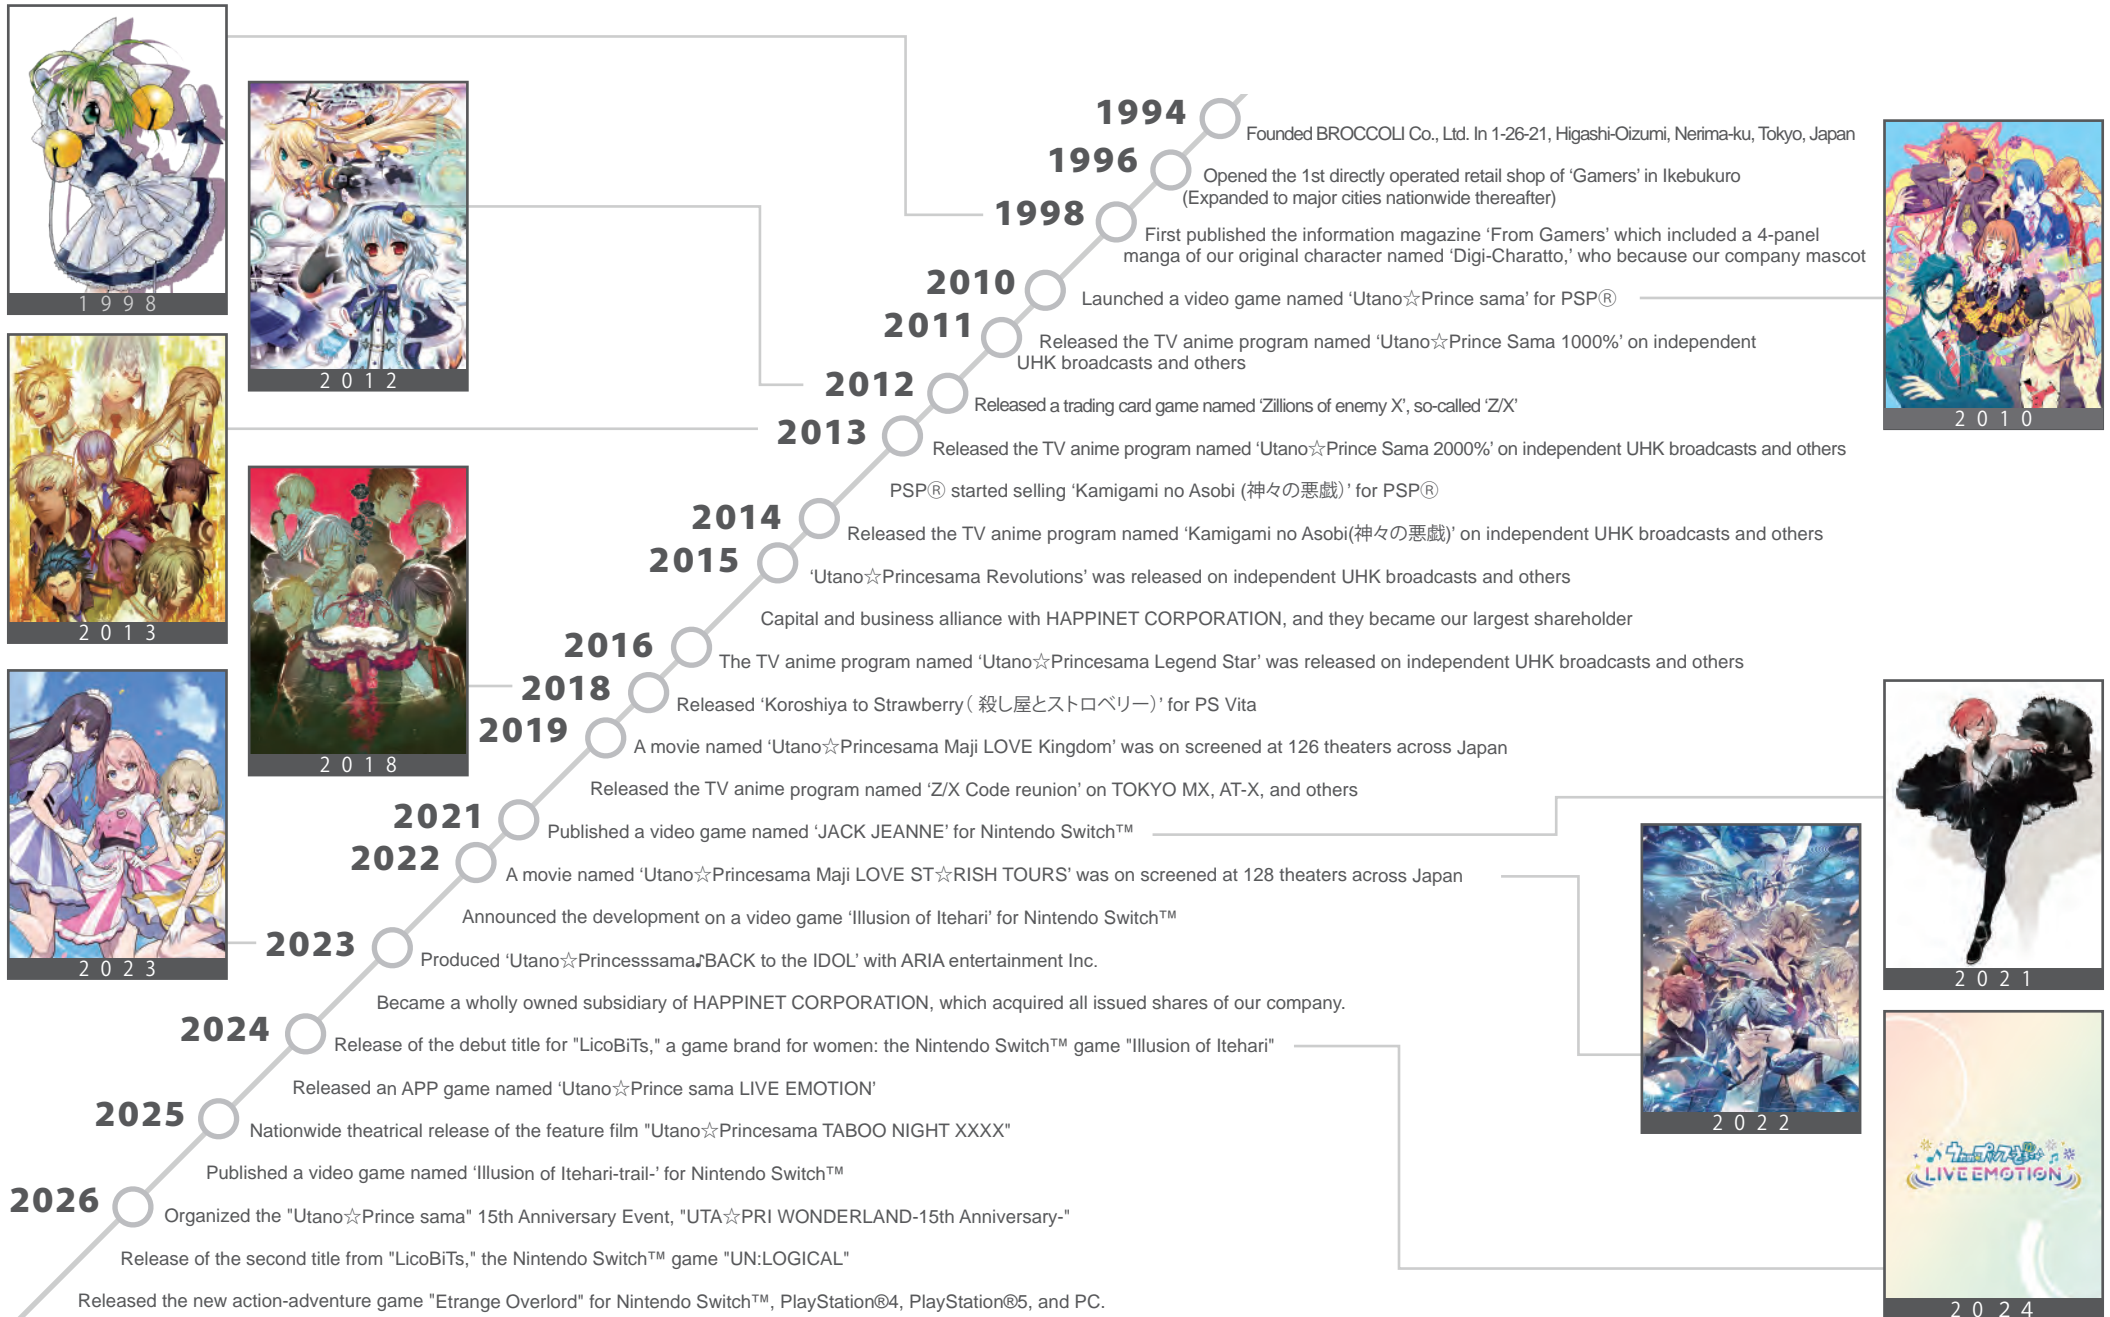 1994
Founded BROCCOLI Co., Ltd. In 1-26-21, Higashi-Oizumi, Nerima-ku, Tokyo, Japan
1996
Opened the 1st directly operated retail shop of ‘Gamers’ in Ikebukuro
(Expanded to major cities nationwide thereafter)
1998
First published the information magazine ‘From Gamers’ which included a 4-panel
manga of our original character named ‘Digi-Charatto,’ who because our company mascot
2010
Launched a video game named ‘Utano☆Prince sama’ for PSP®
2011
Released the TV anime program named ‘Utano☆Prince Sama 1000%’ on independent
UHK broadcasts and others
2012
Released a trading card game named ‘Zillions of enemy X’, so-called ‘Z/X’
2013
Released the TV anime program named ‘Utano☆Prince Sama 2000%’ on independent UHK broadcasts and others
PSP® started selling ‘Kamigami no Asobi (神々の悪戯)’ for PSP®
2014
Released the TV anime program named ‘Kamigami no Asobi(神々の悪戯)’ on independent UHK broadcasts and others
2015
‘Utano☆Princesama Revolutions’ was released on independent UHK broadcasts and others
Capital and business alliance with HAPPINET CORPORATION, and they became our largest shareholder
2016
The TV anime program named ‘Utano☆Princesama Legend Star’ was released on independent UHK broadcasts and others
2018
Released ‘Koroshiya to Strawberry( 殺し屋とストロベリー)’ for PS Vita
2019
A movie named ‘Utano☆Princesama Maji LOVE Kingdom’ was on screened at 126 theaters across Japan
Released the TV anime program named ‘Z/X Code reunion’ on TOKYO MX, AT-X, and others
2021
Published a video game named ‘JACK JEANNE’ for Nintendo Switch™
2022
A movie named ‘Utano☆Princesama Maji LOVE ST☆RISH TOURS’ was on screened at 128 theaters across Japan
Announced the development on a video game ‘Illusion of Itehari’ for Nintendo Switch™
2023
Produced ‘Utano☆Princesssama♪BACK to the IDOL’ with ARIA entertainment Inc.
Became a wholly owned subsidiary of HAPPINET CORPORATION, which acquired all issued shares of our company.
2024
Release of the debut title for "LicoBiTs," a game brand for women: the Nintendo Switch™ game "Illusion of Itehari"
Released an APP game named ‘Utano☆Prince sama LIVE EMOTION’
2025
Nationwide theatrical release of the feature film "Utano☆Princesama TABOO NIGHT XXXX"
Published a video game named ‘Illusion of Itehari-trail-’ for Nintendo Switch™
2026
Organized the "Utano☆Prince sama" 15th Anniversary Event, "UTA☆PRI WONDERLAND-15th Anniversary-"
Release of the second title from "LicoBiTs," the Nintendo Switch™ game "UN:LOGICAL"
Released the new action-adventure game "Etrange Overlord" for Nintendo Switch™, PlayStation®4, PlayStation®5, and PC.
1998
2012
2013
2018
2023
2010
2021
2022
LIVE EMOTION
2024